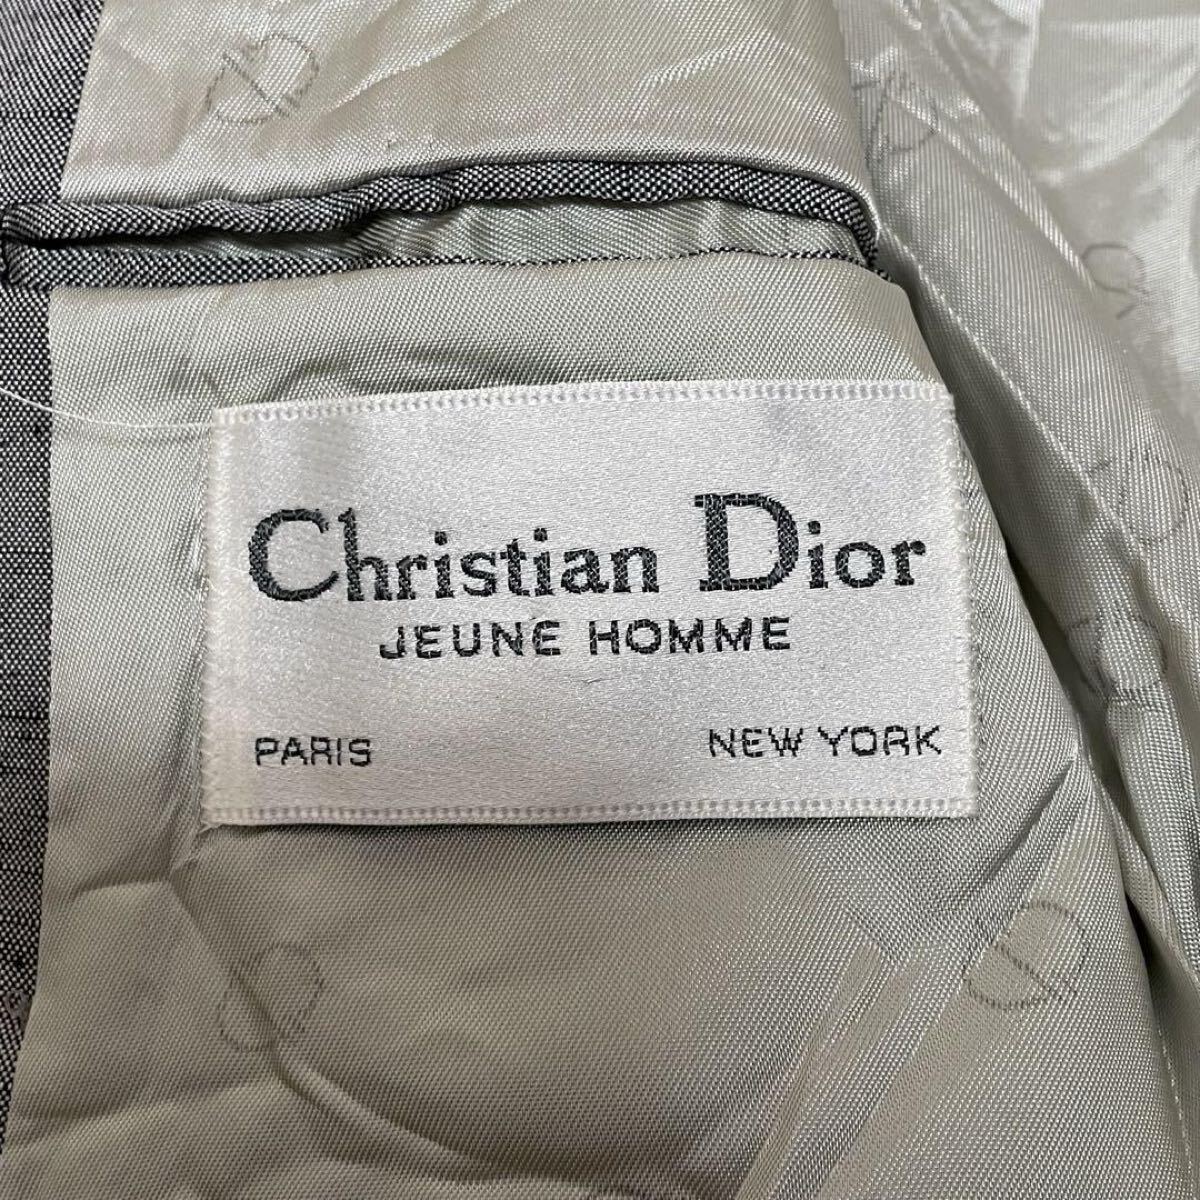 Christian Dior
JEUNE HOMME
PARIS NEW YORK